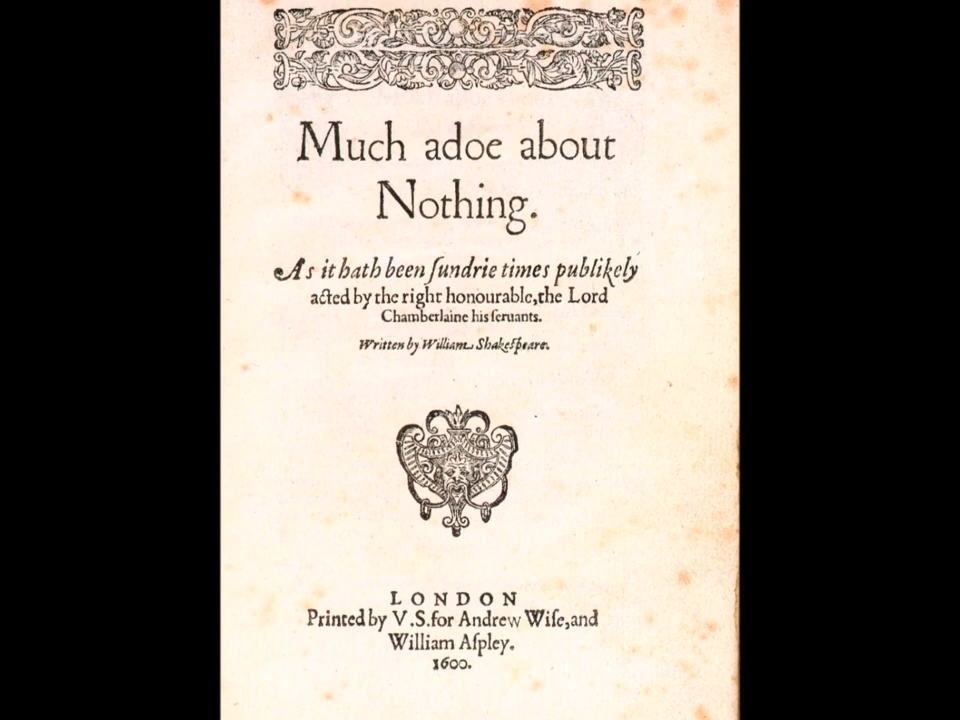 Much adoe about
Nothing.
As it hath been ſundrie times publikely
acted by the right honourable, the Lord
Chamberlaine his ſeruants.
Written by William Shakeſpeare.
LONDON
Printed by V.S. for Andrew Wiſe, and
William Aſpley.
1600.